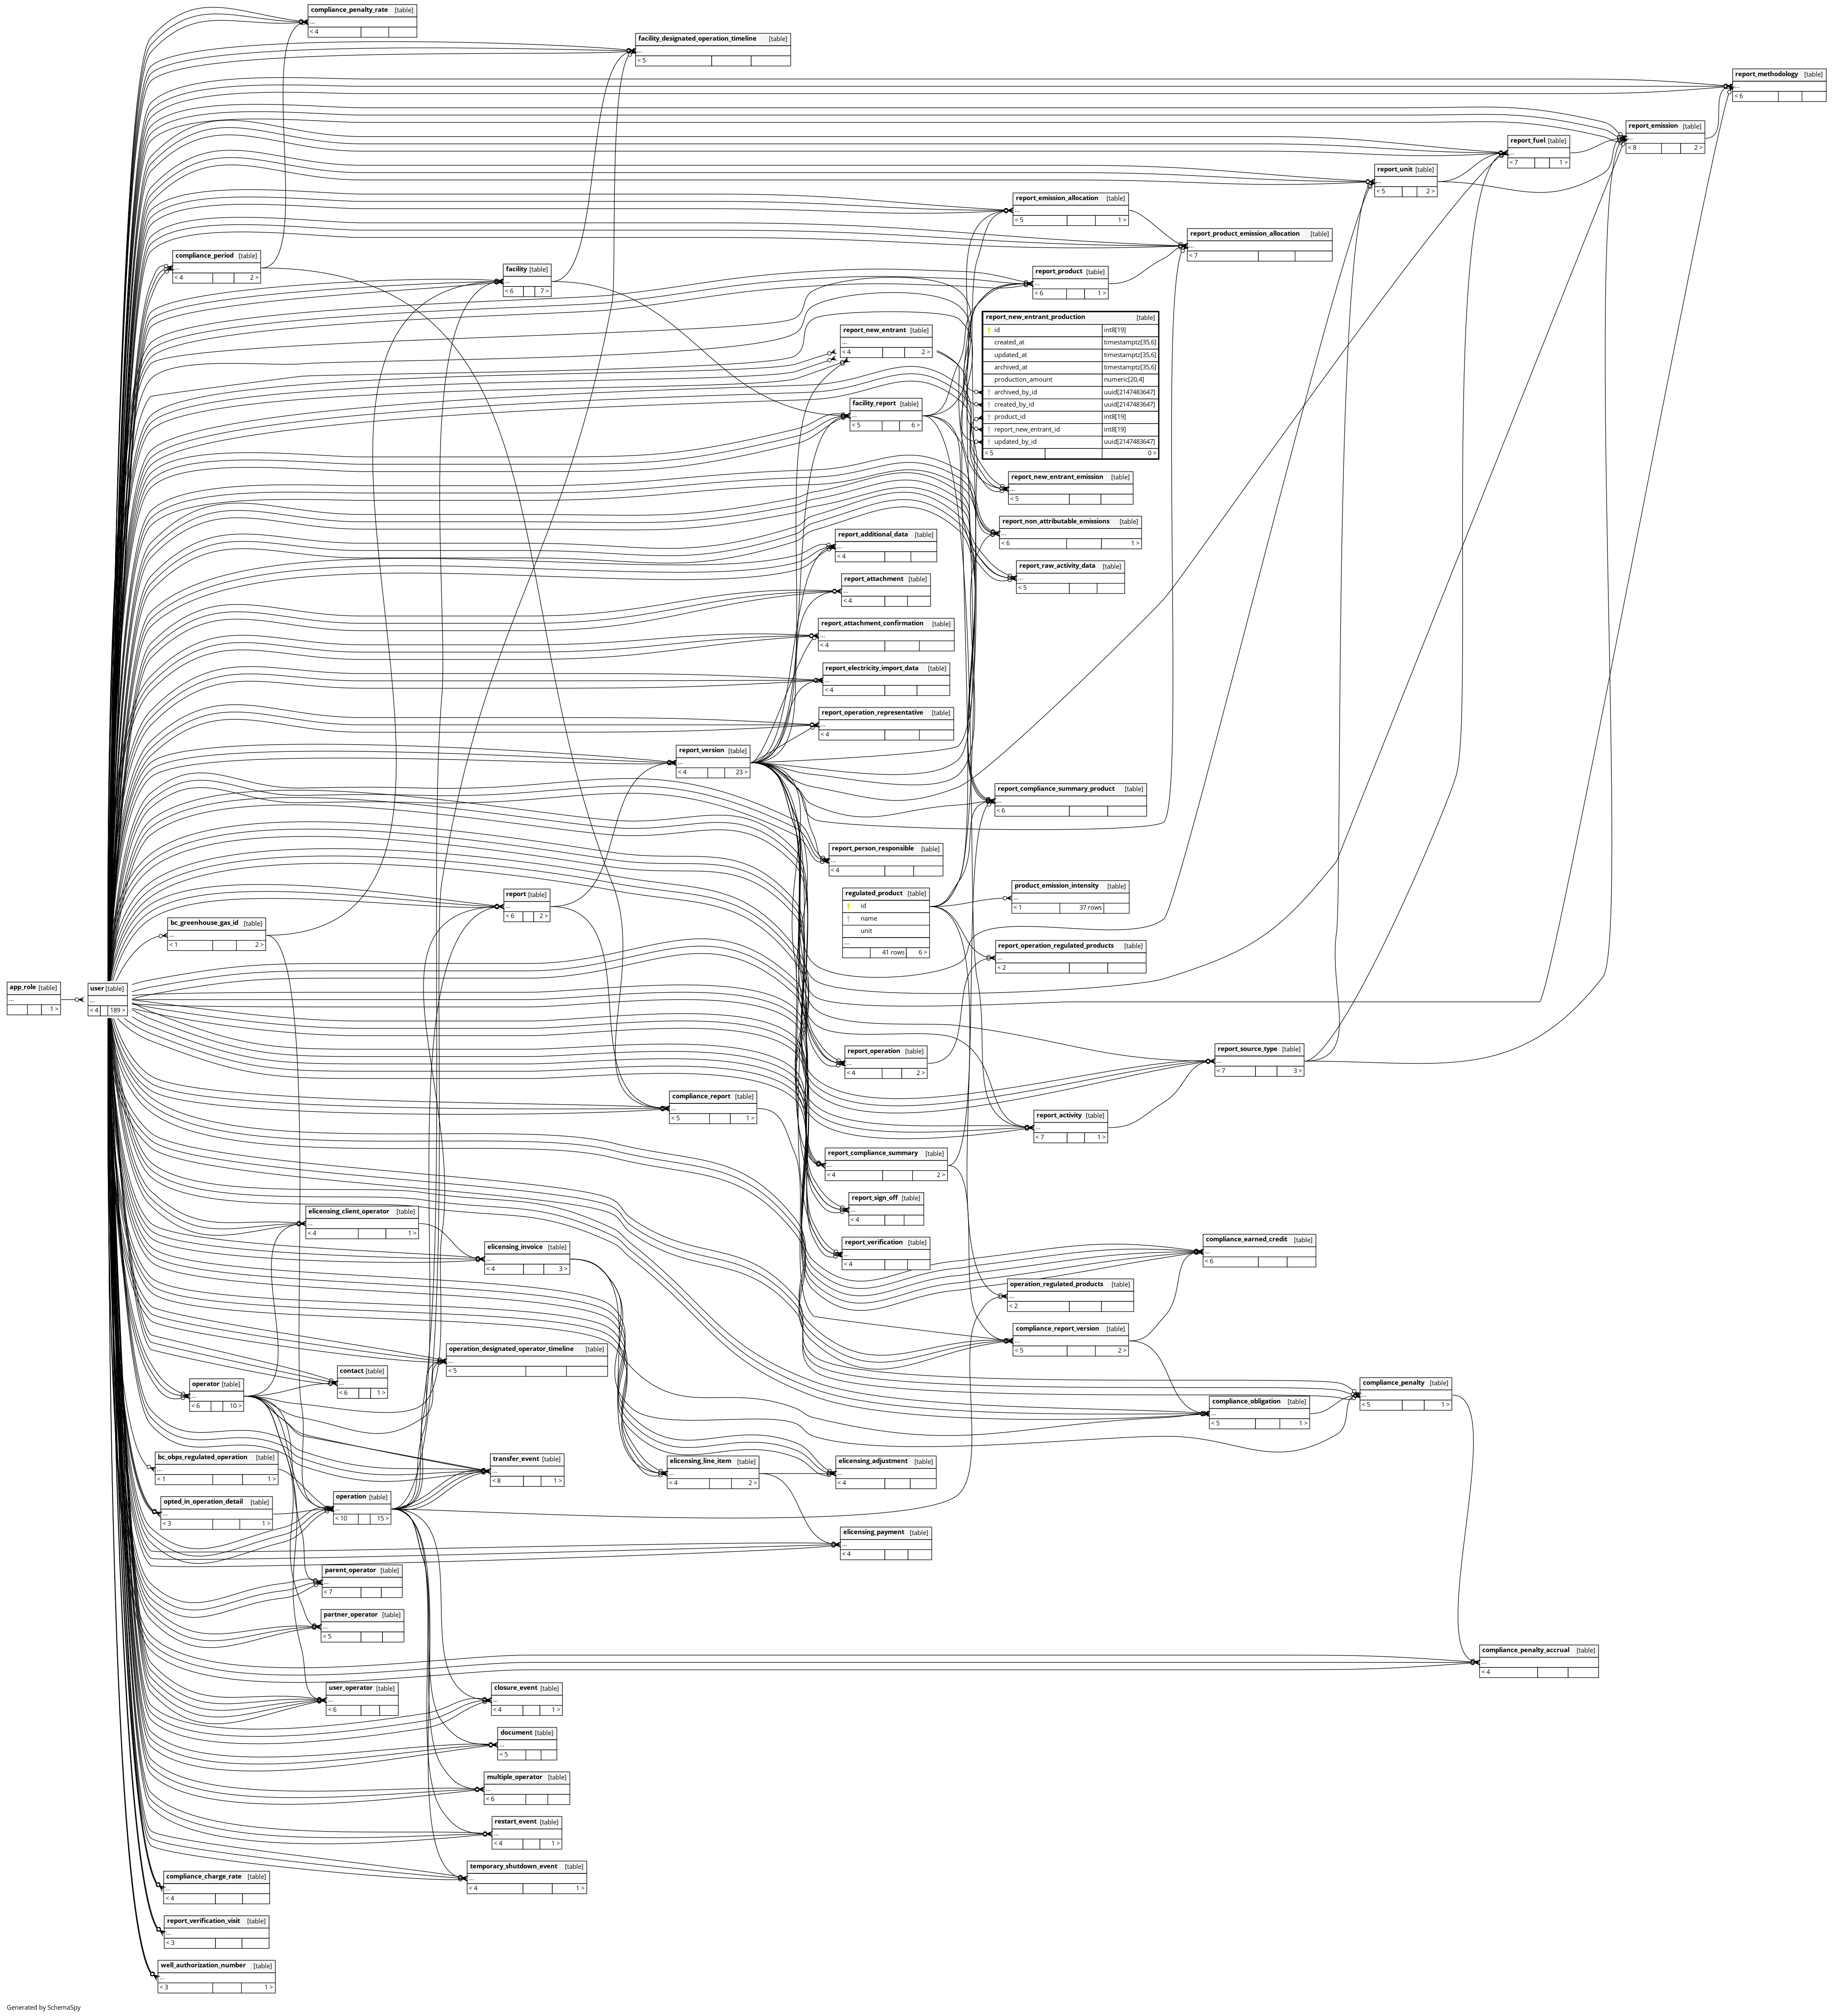 compliance_penalty_rate [table]
...
< 4
facility_designated_operation_timeline [table]
...
< 5
report_methodology [table]
...
< 6
report_emission [table]
...
< 8 2 >
report_fuel [table]
...
< 7 1 >
report_unit [table]
...
< 5 2 >
report_emission_allocation [table]
...
< 5 1 >
report_product_emission_allocation [table]
...
< 7
compliance_period [table]
...
< 4 2 >
facility [table]
...
< 6 7 >
report_product [table]
...
< 6 1 >
report_new_entrant_production [table]
id int8[19]
created_at timestamptz[35,6]
updated_at timestamptz[35,6]
archived_at timestamptz[35,6]
production_amount numeric[20,4]
archived_by_id uuid[2147483647]
created_by_id uuid[2147483647]
product_id int8[19]
report_new_entrant_id int8[19]
updated_by_id uuid[2147483647]
< 5 0 >
report_new_entrant [table]
...
< 4 2 >
facility_report [table]
...
< 5 6 >
report_new_entrant_emission [table]
...
< 5
report_non_attributable_emissions [table]
...
< 6 1 >
report_additional_data [table]
...
< 4
report_raw_activity_data [table]
...
< 5
report_attachment [table]
...
< 4
report_attachment_confirmation [table]
...
< 4
report_electricity_import_data [table]
...
< 4
report_operation_representative [table]
...
< 4
report_version [table]
...
< 4 23 >
report_compliance_summary_product [table]
...
< 6
report_person_responsible [table]
...
< 4
regulated_product [table]
id
name
unit
...
41 rows 6 >
product_emission_intensity [table]
...
< 1 37 rows
report [table]
...
< 6 2 >
bc_greenhouse_gas_id [table]
...
< 1 2 >
report_operation_regulated_products [table]
...
< 2
app_role [table]
...
1 >
user [table]
...
< 4 189 >
report_operation [table]
...
< 4 2 >
report_source_type [table]
...
< 7 3 >
compliance_report [table]
...
< 5 1 >
report_activity [table]
...
< 7 1 >
report_compliance_summary [table]
...
< 4 2 >
report_sign_off [table]
...
< 4
elicensing_client_operator [table]
...
< 4 1 >
elicensing_invoice [table]
...
< 4 3 >
report_verification [table]
...
< 4
compliance_earned_credit [table]
...
< 6
operation_regulated_products [table]
...
< 2
compliance_report_version [table]
...
< 5 2 >
operation_designated_operator_timeline [table]
...
< 5
contact [table]
...
< 6 1 >
operator [table]
...
< 6 10 >
compliance_penalty [table]
...
< 5 1 >
compliance_obligation [table]
...
< 5 1 >
bc_obps_regulated_operation [table]
...
< 1 1 >
transfer_event [table]
...
< 8 1 >
elicensing_line_item [table]
...
< 4 2 >
elicensing_adjustment [table]
...
< 4
opted_in_operation_detail [table]
...
< 3 1 >
operation [table]
...
< 10 15 >
elicensing_payment [table]
...
< 4
parent_operator [table]
...
< 7
partner_operator [table]
...
< 5
compliance_penalty_accrual [table]
...
< 4
user_operator [table]
...
< 6
closure_event [table]
...
< 4 1 >
document [table]
...
< 5
multiple_operator [table]
...
< 6
restart_event [table]
...
< 4 1 >
temporary_shutdown_event [table]
...
< 4 1 >
compliance_charge_rate [table]
...
< 4
report_verification_visit [table]
...
< 3
well_authorization_number [table]
...
< 3 1 >
Generated by SchemaSpy